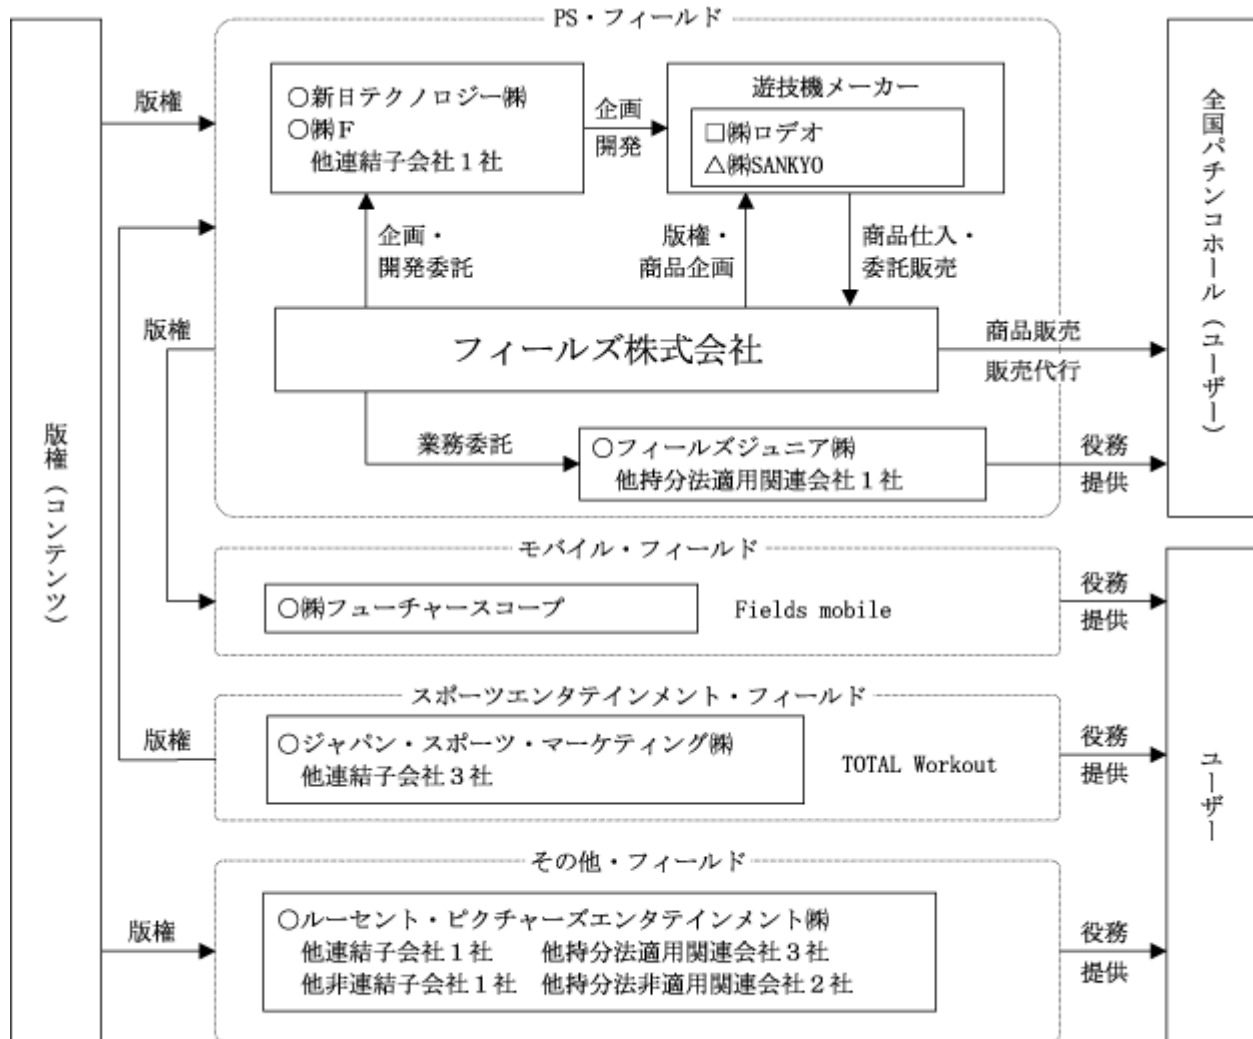 PS・フィールド
版権
○新日テクノロジー㈱
○㈱F
他連結子会社1社
企画
開発
遊技機メーカー
□㈱ロデオ
△㈱SANKYO
企画・
開発委託
版権・
商品企画
商品仕入・
委託販売
版権
フィールズ株式会社
商品販売
販売代行
全国パチンコホール(ユーザー)
版権(コンテンツ)
業務委託
○フィールズジュニア㈱
他持分法適用関連会社1社
役務
提供
モバイル・フィールド
○㈱フューチャースコープ
Fields mobile
役務
提供
スポーツエンタテインメント・フィールド
版権
○ジャパン・スポーツ・マーケティング㈱
他連結子会社3社
TOTAL Workout
役務
提供
ユーザー
その他・フィールド
版権
○ルーセント・ピクチャーズエンタテインメント㈱
他連結子会社1社 他持分法適用関連会社3社
他非連結子会社1社 他持分法非適用関連会社2社
役務
提供